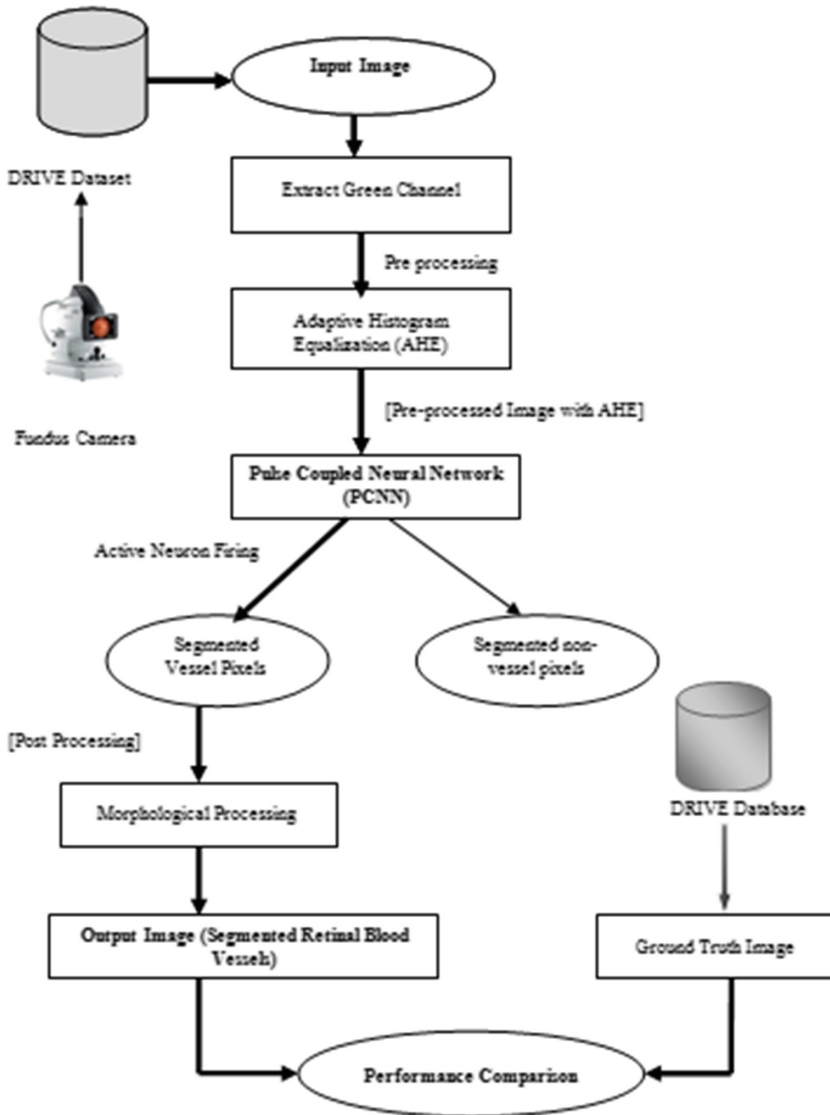 Input Image
DRIVE Dataset
Extract Green Channel
Pre processing
Adaptive Histogram
Equalization (AHE)
[Pre-processed Image with AHE]
Fundus Camera
Pulse Coupled Neural Network
(PCNN)
Active Neuron Firing
Segmented
Vessel Pixels
Segmented non-
vessel pixels
[Post Processing]
Morphological Processing
DRIVE Database
Output Image (Segmented Retinal Blood
Vessels)
Ground Truth Image
Performance Comparison